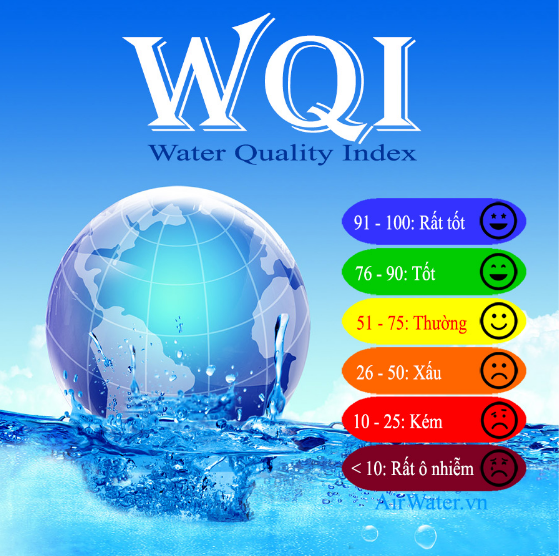 WQI
Water Quality Index
91 - 100: Rất tốt
76 - 90: Tốt
51 - 75: Thường
26 - 50: Xấu
10 - 25: Kém
< 10: Rất ô nhiễm
AirWater.vn